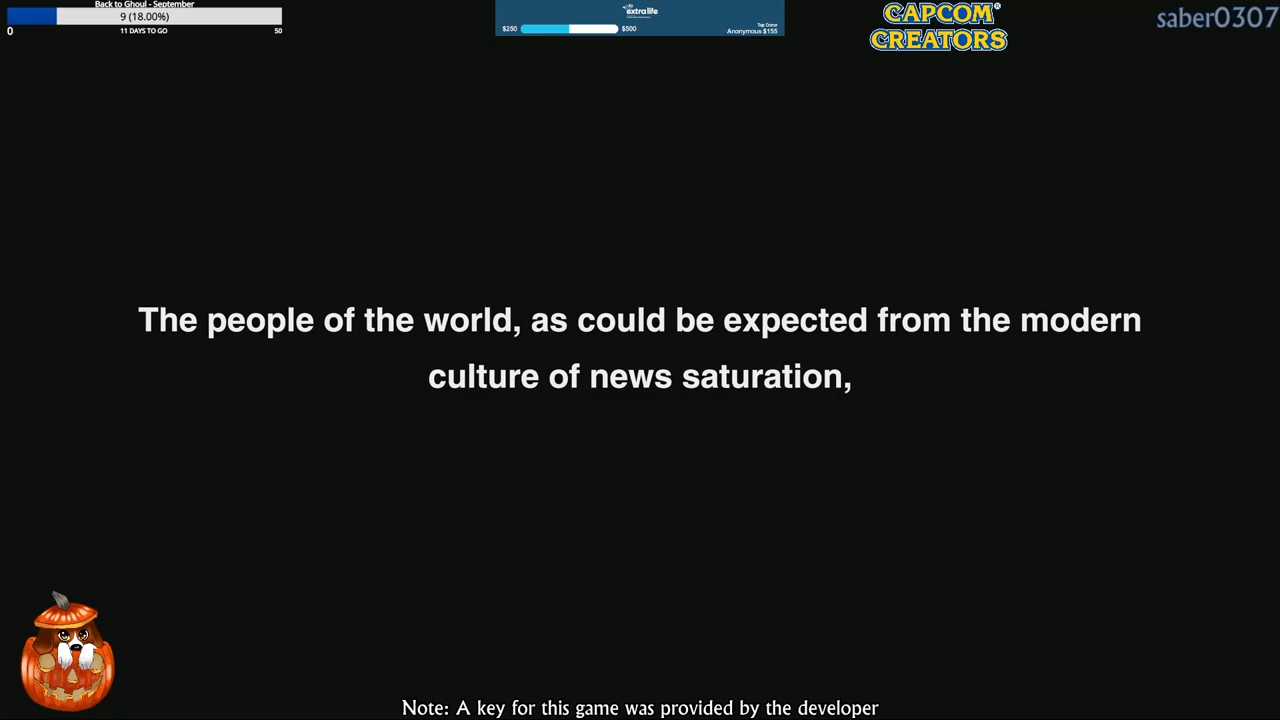 Back to Ghoul - September
9 (18.00%)
0
11 DAYS TO GO
50
extralife
$250
$500
Top Donor
Anonymous $155
CAPCOM
CREATORS
saber0307
The people of the world, as could be expected from the modern
culture of news saturation,
Note: A key for this game was provided by the developer